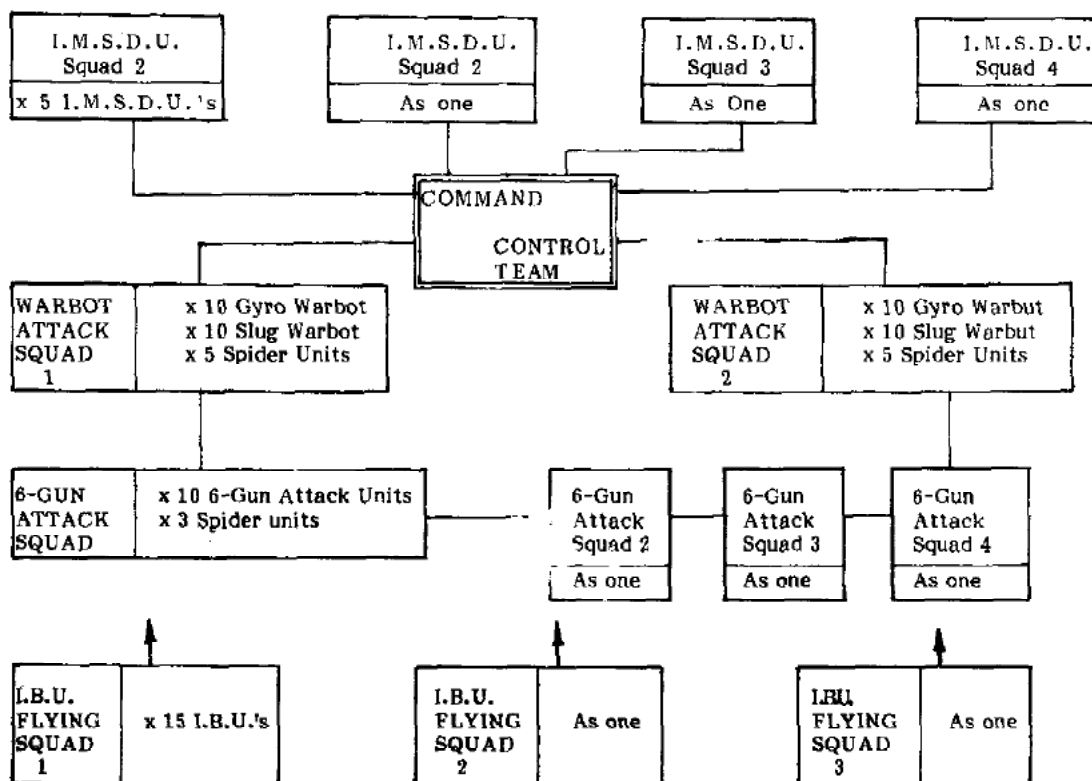 I.M.S.D.U.
Squad 2
x 5 I.M.S.D.U.'s
I.M.S.D.U.
Squad 2
As one
I.M.S.D.U.
Squad 3
As One
I.M.S.D.U.
Squad 4
As one
COMMAND
CONTROL
TEAM
WARBOT
ATTACK
SQUAD
1
x 10 Gyro Warbot
x 10 Slug Warbot
x 5 Spider Units
WARBOT
ATTACK
SQUAD
2
x 10 Gyro Warbut
x 10 Slug Warbut
x 5 Spider Units
6-GUN
ATTACK
SQUAD
x 10 6-Gun Attack Units
x 3 Spider units
6-Gun
Attack
Squad 2
As one
6-Gun
Attack
Squad 3
As one
6-Gun
Attack
Squad 4
As one
I.B.U.
FLYING
SQUAD
1
x 15 I.B.U.'s
I.B.U.
FLYING
SQUAD
2
As one
I.B.U.
FLYING
SQUAD
3
As one